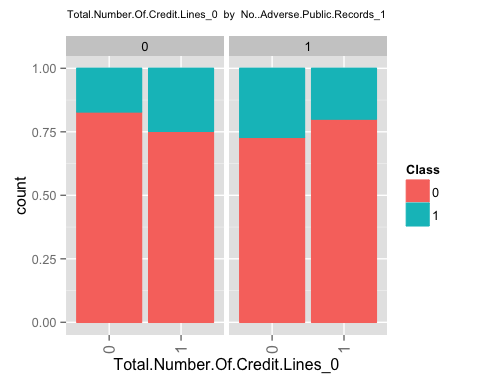 Total.Number.Of.Credit.Lines_0 by No..Adverse.Public.Records_1
0 1
1.00
0.75
0.50
0.25
0.00
count
0 1 0 1
Total.Number.Of.Credit.Lines_0
Class
0
1